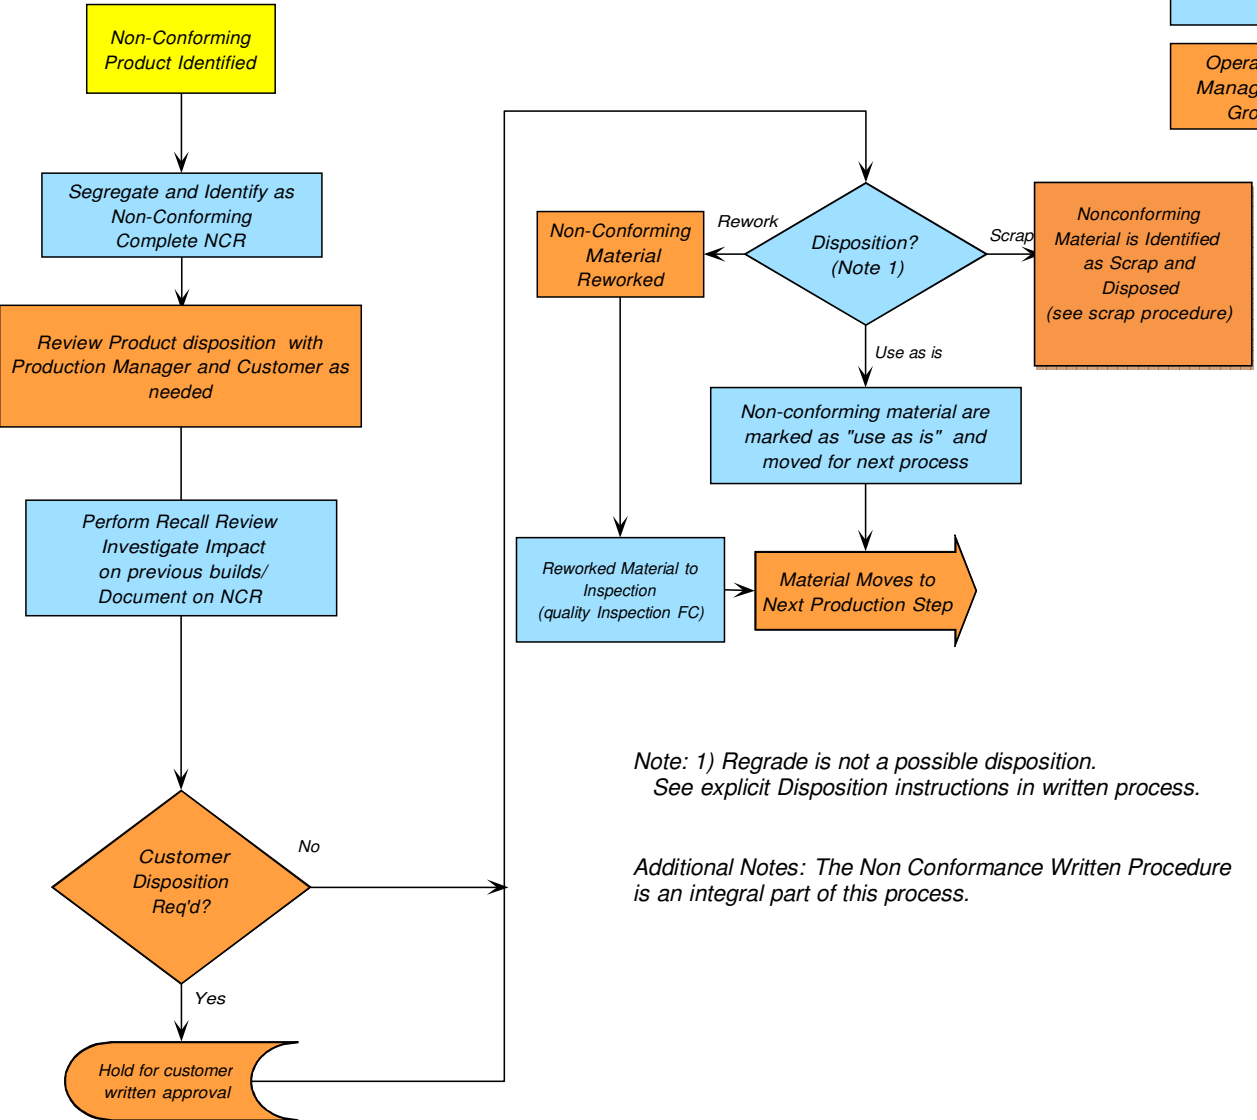 Non-Conforming
Product Identified
Segregate and Identify as
Non-Conforming
Complete NCR
Review Product disposition with
Production Manager and Customer as
needed
Perform Recall Review
Investigate Impact
on previous builds/
Document on NCR
Customer
Disposition
Req'd?
No
Yes
Hold for customer
written approval
Disposition?
(Note 1)
Rework
Scrap
Use as is
Non-Conforming
Material
Reworked
Nonconforming
Material is Identified
as Scrap and
Disposed
(see scrap procedure)
Non-conforming material are
marked as "use as is" and
moved for next process
Reworked Material to
Inspection
(quality Inspection FC)
Material Moves to
Next Production Step
Note: 1) Regrade is not a possible disposition.
See explicit Disposition instructions in written process.
Additional Notes: The Non Conformance Written Procedure
is an integral part of this process.